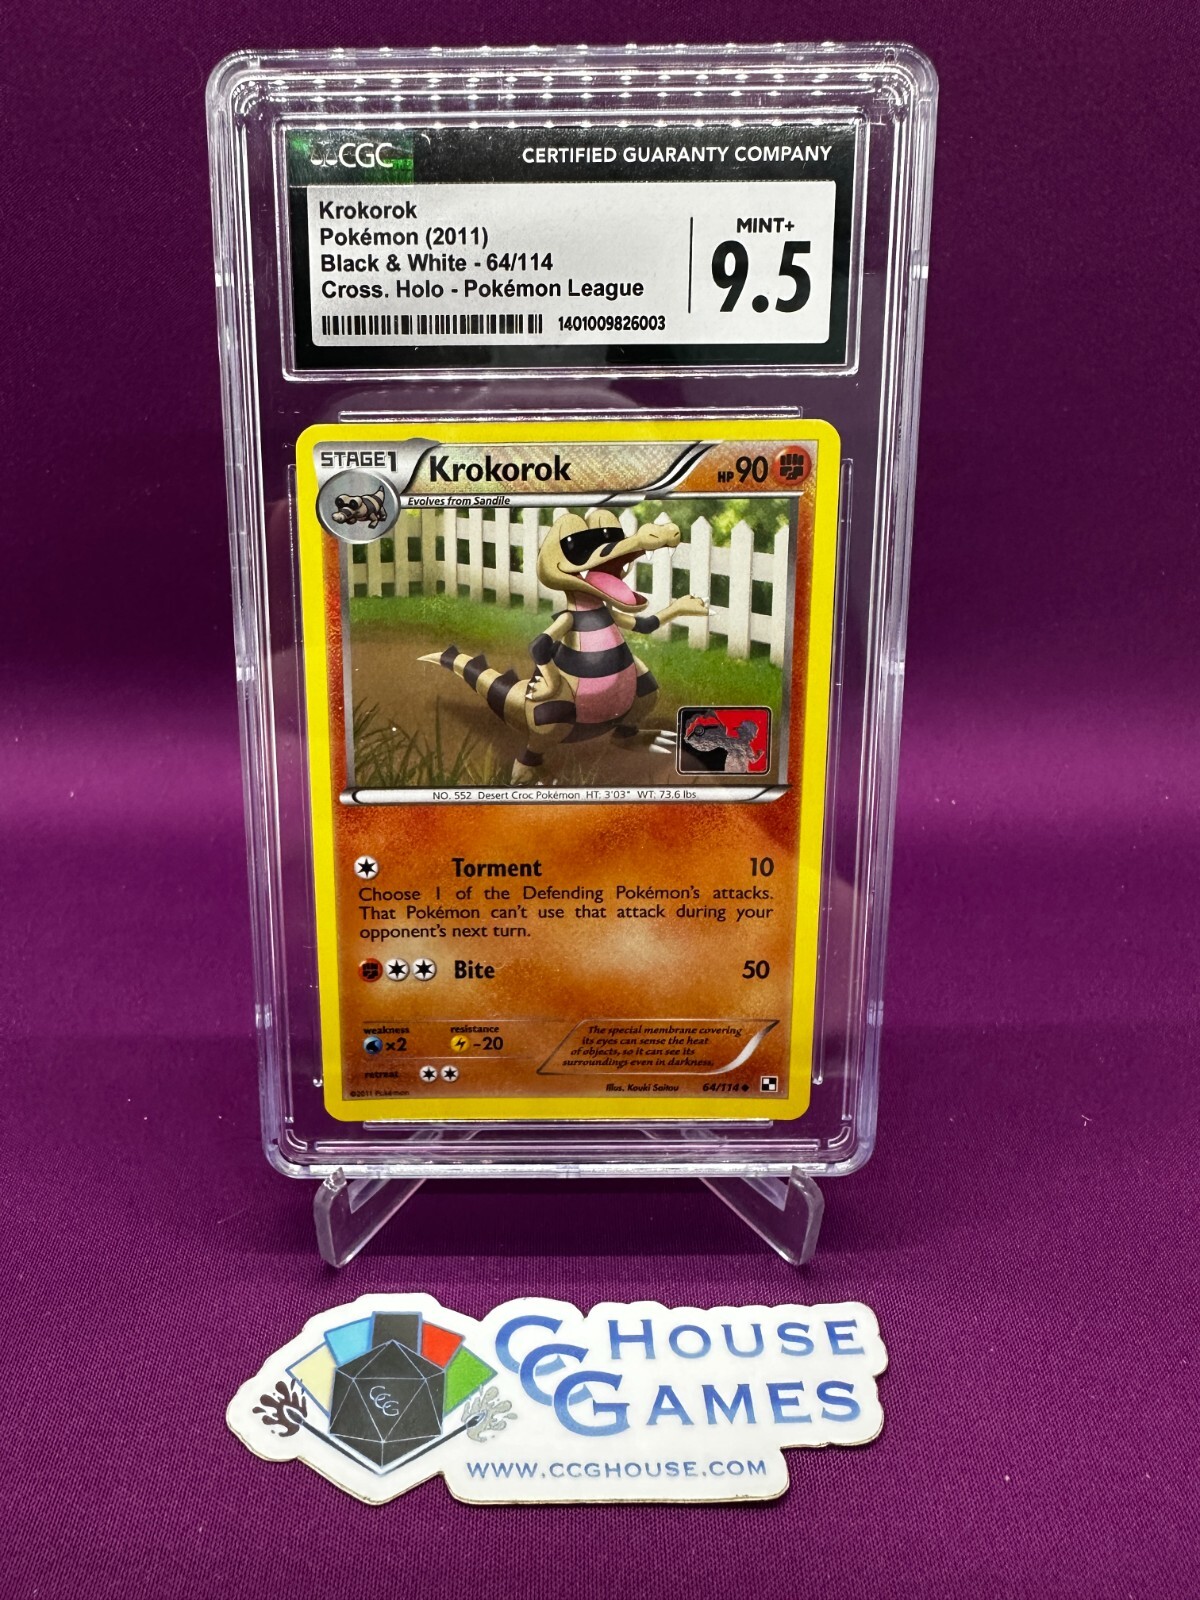 CGC
CERTIFIED GUARANTY COMPANY
Krokorok
Pokémon (2011)
Black & White - 64/114
Cross. Holo - Pokémon League
MINT+
9.5
1401009826003
STAGE1
Krokorok
HP90
Evolves from Sandile
NO. 552 Desert Croc Pokémon HT: 3'03" WT: 73.6 lbs.
Torment 10
Choose 1 of the Defending Pokémon's attacks.
That Pokémon can't use that attack during your
opponent's next turn.
Bite 50
weakness
x2
resistance
-20
The special membrane covering
its eyes can sense the heat
of objects, so it can see its
surroundings even in darkness.
retreat
Illus. Kouki Saitou
64/114
©2011 Pokémon
CCG
CCG HOUSE
GAMES
WWW.CCGHOUSE.COM